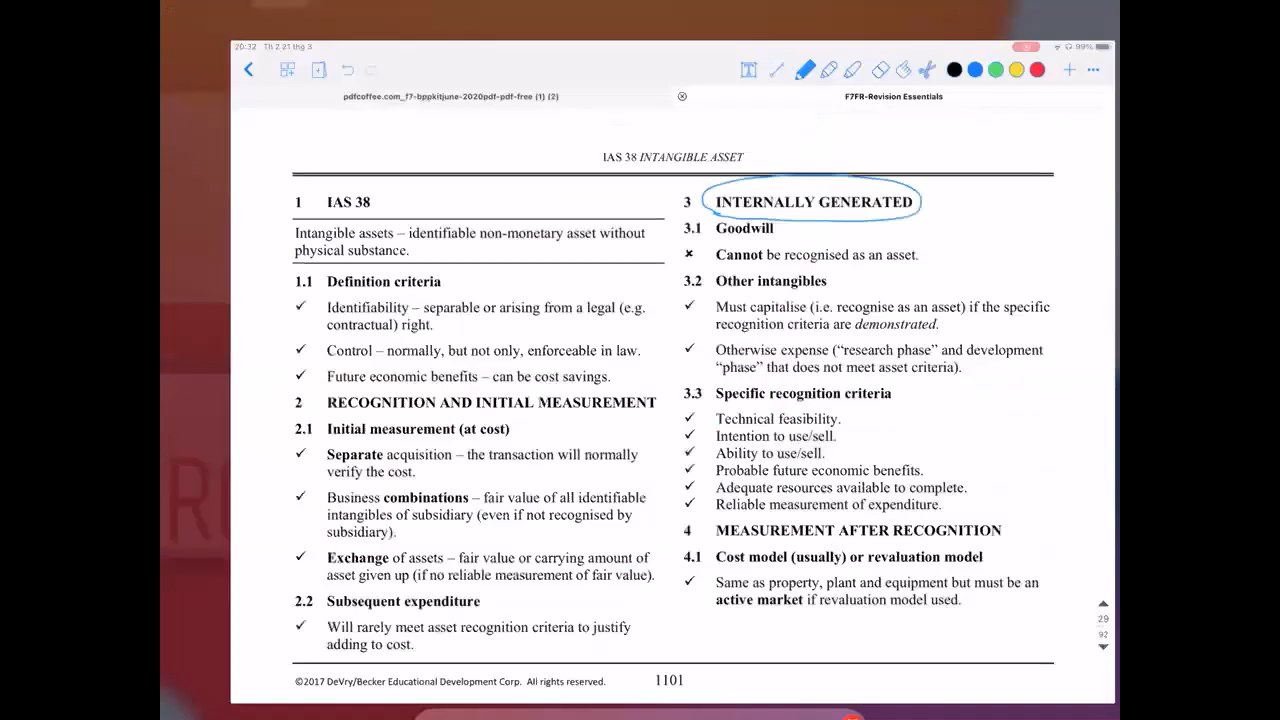 20:32 Th 2 21 thg 3
99%
pdfcoffee.com_f7-bppkitjune-2020pdf-pdf-free (1) (2)
F7FR-Revision Essentials
IAS 38 INTANGIBLE ASSET
1 IAS 38
Intangible assets – identifiable non-monetary asset without
physical substance.
1.1 Definition criteria
✓ Identifiability – separable or arising from a legal (e.g.
contractual) right.
✓ Control – normally, but not only, enforceable in law.
✓ Future economic benefits – can be cost savings.
2 RECOGNITION AND INITIAL MEASUREMENT
2.1 Initial measurement (at cost)
✓ Separate acquisition – the transaction will normally
verify the cost.
✓ Business combinations – fair value of all identifiable
intangibles of subsidiary (even if not recognised by
subsidiary).
✓ Exchange of assets – fair value or carrying amount of
asset given up (if no reliable measurement of fair value).
2.2 Subsequent expenditure
✓ Will rarely meet asset recognition criteria to justify
adding to cost.
3 INTERNALLY GENERATED
3.1 Goodwill
✗ Cannot be recognised as an asset.
3.2 Other intangibles
✓ Must capitalise (i.e. recognise as an asset) if the specific
recognition criteria are demonstrated.
✓ Otherwise expense (“research phase” and development
“phase” that does not meet asset criteria).
3.3 Specific recognition criteria
✓ Technical feasibility.
✓ Intention to use/sell.
✓ Ability to use/sell.
✓ Probable future economic benefits.
✓ Adequate resources available to complete.
✓ Reliable measurement of expenditure.
4 MEASUREMENT AFTER RECOGNITION
4.1 Cost model (usually) or revaluation model
✓ Same as property, plant and equipment but must be an
active market if revaluation model used.
29
92
©2017 DeVry/Becker Educational Development Corp. All rights reserved.
1101